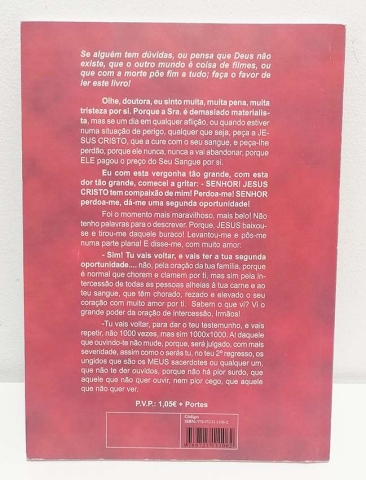 Se alguém tem dúvidas, ou pensa que Deus não
existe, que o outro mundo é coisa de filmes, ou
que com a morte põe fim a tudo; faça o favor de
ler este livro!
Olhe, doutora, eu sinto muita, muita pena, muita
tristeza por si. Porque a Sra. é demasiado materialis-
ta, mas se um dia em qualquer aflição, ou quando estiver
numa situação de perigo, qualquer que seja, peça a JE-
SUS CRISTO, que a cure com o seu sangue, e peça-lhe
perdão, porque ele nunca, nunca a vai abandonar, porque
ELE pagou o preço do Seu Sangue por si.
Eu com esta vergonha tão grande, com esta
dor tão grande, comecei a gritar: - SENHOR! JESUS
CRISTO tem compaixão de mim! Perdoa-me! SENHOR
perdoa-me, dá-me uma segunda oportunidade!
Foi o momento mais maravilhoso, mais belo! Não
tenho palavras para o descrever. Porque, JESUS baixou-
se e tirou-me daquele buraco! Levantou-me e pôs-me
numa parte plana! E disse-me, com muito amor:
- Sim! Tu vais voltar, e vais ter a segunda
oportunidade.... não, pela oração da tua família, porque
é normal que chorem e clamem por ti, mas sim pela in-
tercessão de todas as pessoas alheias à tua carne e ao
teu sangue, que têm chorado, rezado e elevado o seu
coração com muito amor por ti. Sabem o que vi? Vi o
grande poder da oração de intercessão, Irmãos!
-Tu vais voltar, para dar o teu testemunho, e vais
repetir, não 1000 vezes, mas sim 1000x1000. Ai daquele
que ouvindo-te não mude, porque, será julgado, com mais
severidade, assim como o serás tu, no teu 2º regresso, os
ungidos que são os MEUS sacerdotes ou qualquer um,
que não te der ouvidos, porque não há pior surdo, que
aquele que não quer ouvir, nem pior cego, que aquele
que não quer ver.
P.V.P.: 1,05€ + Portes
Código
ISBN: